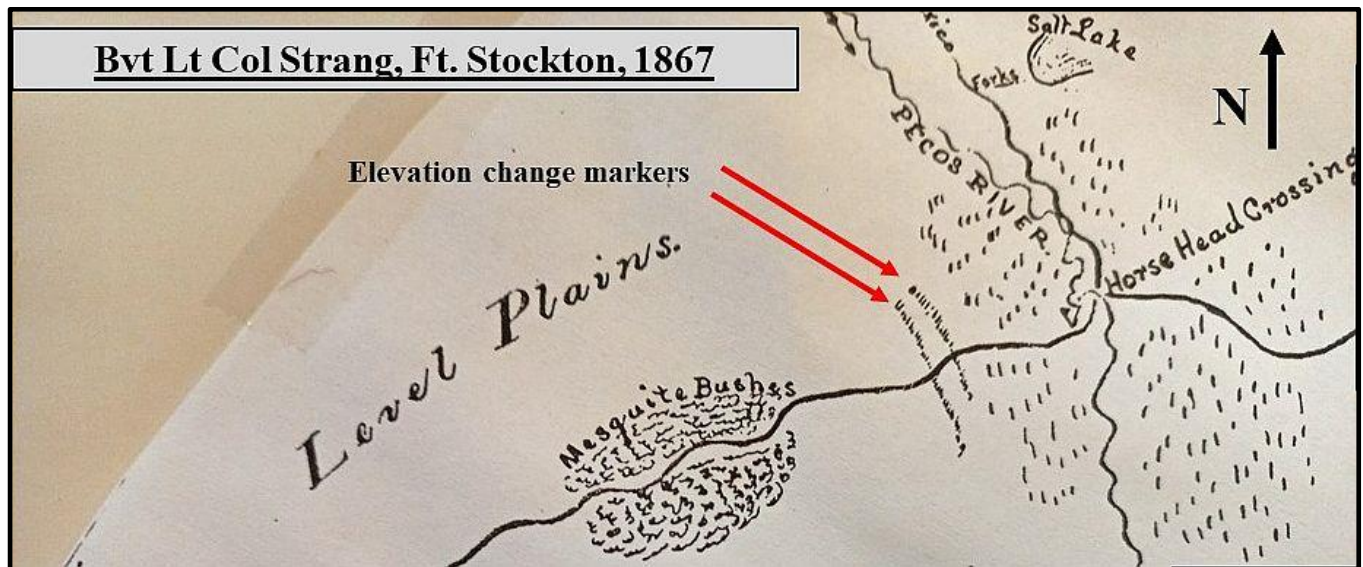 Bvt Lt Col Strang, Ft. Stockton, 1867
Salt Lake
Forks
N
PECOS RIVER.
Elevation change markers
Horse Head Crossing
Level Plains.
Mesquite Bushes